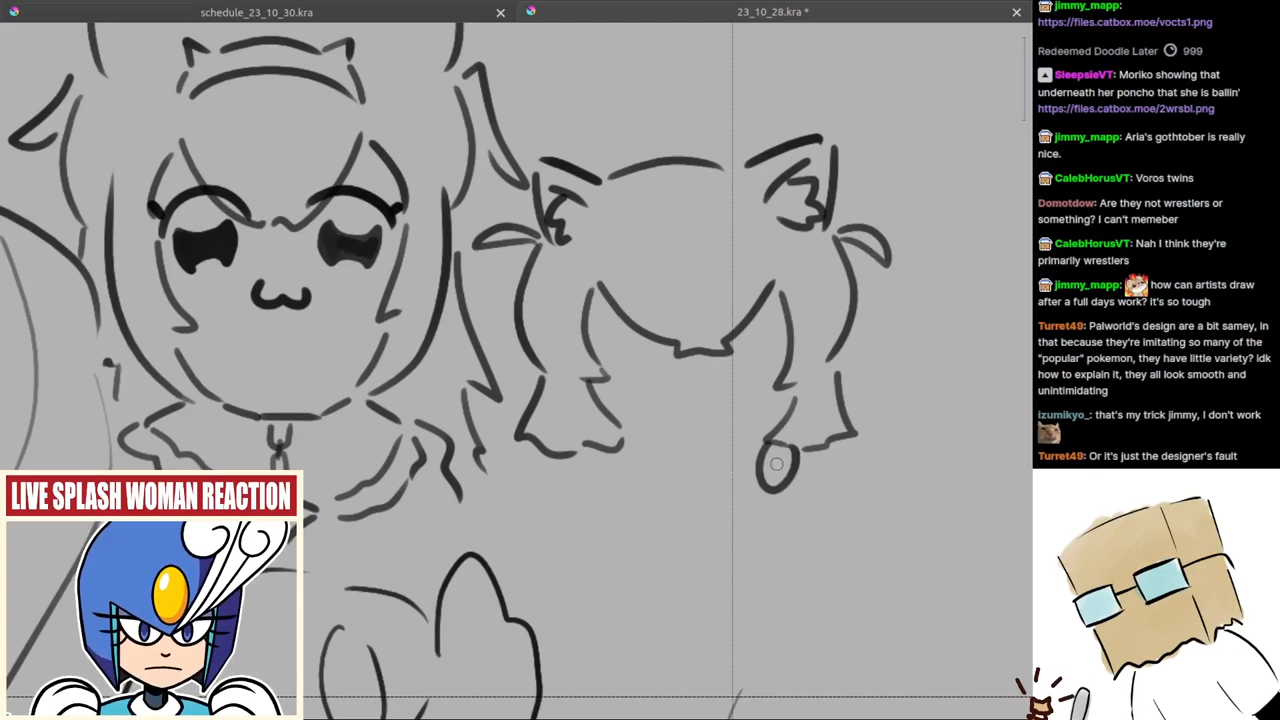 schedule_23_10_30.kra
23_10_28.kra *
jimmy_mapp:
https://files.catbox.moe/vocts1.png
Redeemed Doodle Later 999
SleepsieVT: Moriko showing that
underneath her poncho that she is ballin'
https://files.catbox.moe/2wrsbl.png
jimmy_mapp: Aria's gothtober is really
nice.
CalebHorusVT: Voros twins
Domotdow: Are they not wrestlers or
something? I can't memeber
CalebHorusVT: Nah I think they're
primarily wrestlers
jimmy_mapp: how can artists draw
after a full days work? it's so tough
Turret49: Palworld's design are a bit samey, in
that because they're imitating so many of the
"popular" pokemon, they have little variety? idk
how to explain it, they all look smooth and
unintimidating
izumikyo_: that's my trick jimmy, I don't work
Turret49: Or it's just the designer's fault
LIVE SPLASH WOMAN REACTION